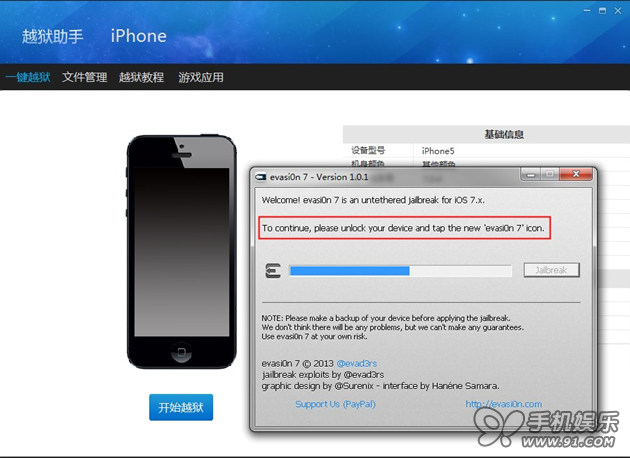 越狱助手 iPhone
一键越狱 文件管理 越狱教程 游戏应用
基础信息
设备型号 iPhone5
机身颜色 其他颜色
evasi0n 7 - Version 1.0.1
Welcome! evasi0n 7 is an untethered jailbreak for iOS 7.x.
To continue, please unlock your device and tap the new 'evasi0n 7' icon.
Jailbreak
NOTE: Please make a backup of your device before applying the jailbreak.
We don't think there will be any problems, but we can't make any guarantees.
Use evasi0n 7 at your own risk.
evasi0n 7 © 2013 @evad3rs
jailbreak exploits by @evad3rs
graphic design by @Surenix - interface by Hanéne Samara.
Support Us (PayPal) http://evasi0n.com
开始越狱
手机娱乐
www.91.com